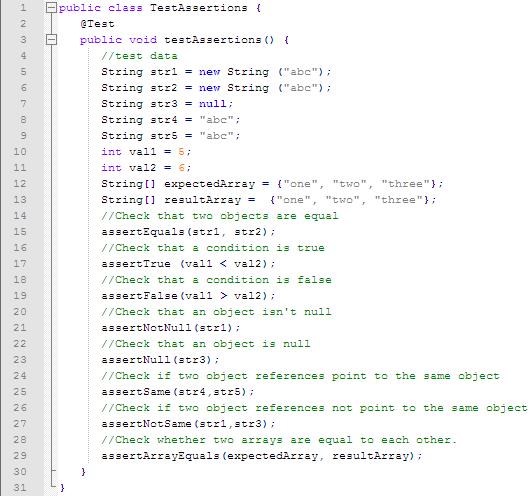 1 public class TestAssertions {
2 @Test
3 public void testAssertions() {
4 //test data
5 String str1 = new String ("abc");
6 String str2 = new String ("abc");
7 String str3 = null;
8 String str4 = "abc";
9 String str5 = "abc";
10 int val1 = 5;
11 int val2 = 6;
12 String[] expectedArray = {"one", "two", "three"};
13 String[] resultArray =  {"one", "two", "three"};
14 //Check that two objects are equal
15 assertEquals(str1, str2);
16 //Check that a condition is true
17 assertTrue (val1 < val2);
18 //Check that a condition is false
19 assertFalse(val1 > val2);
20 //Check that an object isn't null
21 assertNotNull(str1);
22 //Check that an object is null
23 assertNull(str3);
24 //Check if two object references point to the same object
25 assertSame(str4,str5);
26 //Check if two object references not point to the same object
27 assertNotSame(str1,str3);
28 //Check whether two arrays are equal to each other.
29 assertArrayEquals(expectedArray, resultArray);
30 }
31 }